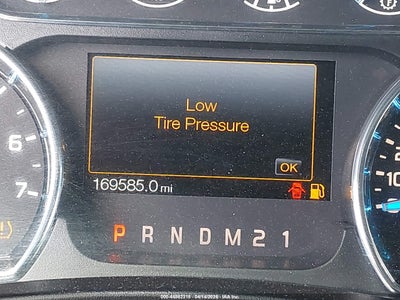 Low
Tire Pressure
OK
169585.0 mi
7
6
P R N D M 2 1